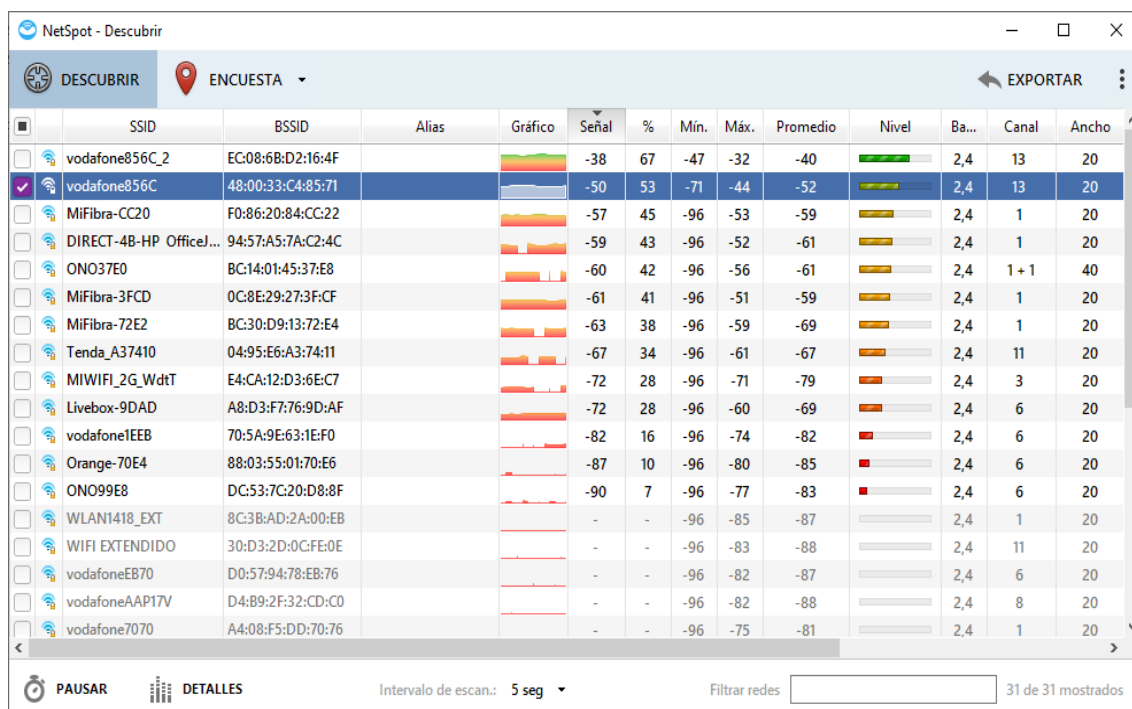 NetSpot - Descubrir
DESCUBRIR ENCUESTA EXPORTAR
SSID BSSID Alias Gráfico Señal % Mín. Máx. Promedio Nivel Ba... Canal Ancho
vodafone856C_2 EC:08:6B:D2:16:4F -38 67 -47 -32 -40 2,4 13 20
vodafone856C 48:00:33:C4:85:71 -50 53 -71 -44 -52 2,4 13 20
MiFibra-CC20 F0:86:20:84:CC:22 -57 45 -96 -53 -59 2,4 1 20
DIRECT-4B-HP OfficeJ... 94:57:A5:7A:C2:4C -59 43 -96 -52 -61 2,4 1 20
ONO37E0 BC:14:01:45:37:E8 -60 42 -96 -56 -61 2,4 1 + 1 40
MiFibra-3FCD 0C:8E:29:27:3F:CF -61 41 -96 -51 -59 2,4 1 20
MiFibra-72E2 BC:30:D9:13:72:E4 -63 38 -96 -59 -69 2,4 1 20
Tenda_A37410 04:95:E6:A3:74:11 -67 34 -96 -61 -67 2,4 11 20
MIWIFI_2G_WdtT E4:CA:12:D3:6E:C7 -72 28 -96 -71 -79 2,4 3 20
Livebox-9DAD A8:D3:F7:76:9D:AF -72 28 -96 -60 -69 2,4 6 20
vodafone1EEB 70:5A:9E:63:1E:F0 -82 16 -96 -74 -82 2,4 6 20
Orange-70E4 88:03:55:01:70:E6 -87 10 -96 -80 -85 2,4 6 20
ONO99E8 DC:53:7C:20:D8:8F -90 7 -96 -77 -83 2,4 6 20
WLAN1418_EXT 8C:3B:AD:2A:00:EB - - -96 -85 -87 2,4 1 20
WIFI EXTENDIDO 30:D3:2D:0C:FE:0E - - -96 -83 -88 2,4 11 20
vodafoneEB70 D0:57:94:78:EB:76 - - -96 -82 -87 2,4 6 20
vodafoneAAP17V D4:B9:2F:32:CD:C0 - - -96 -82 -88 2,4 8 20
vodafone7070 A4:08:F5:DD:70:76 - - -96 -75 -81 2,4 1 20
PAUSAR DETALLES Intervalo de escan.: 5 seg Filtrar redes 31 de 31 mostrados